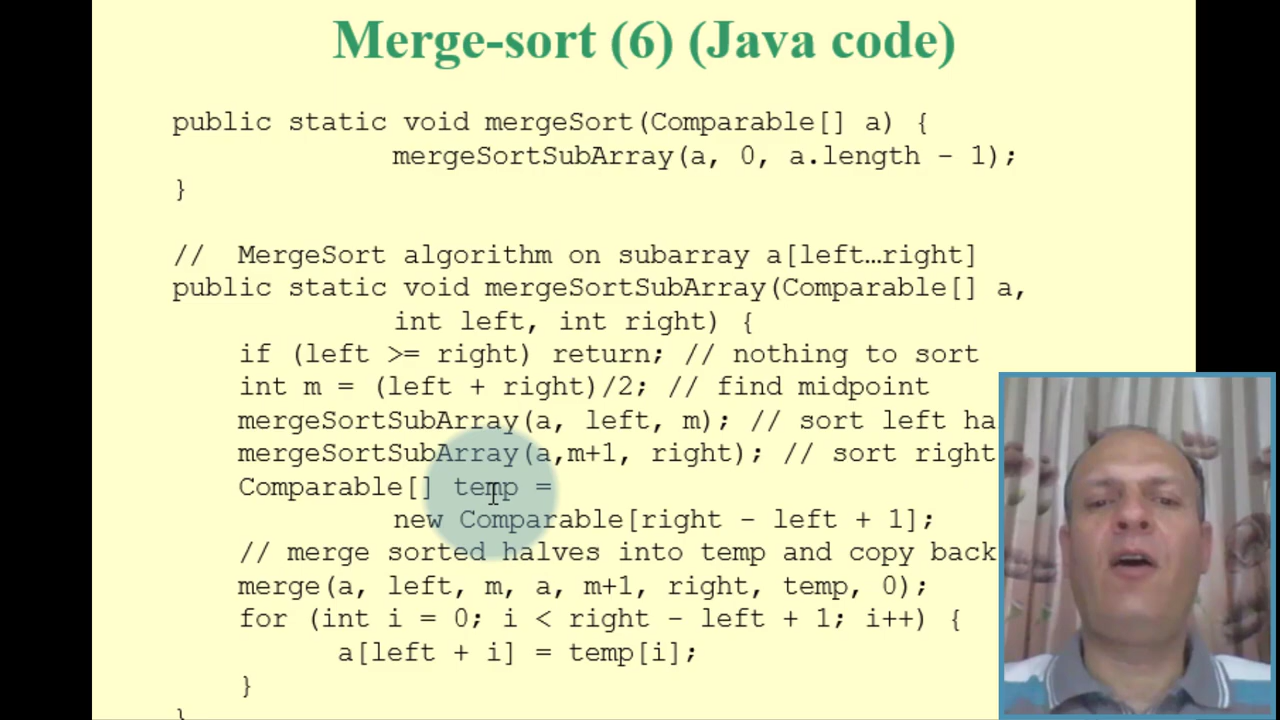 Merge-sort (6) (Java code)
public static void mergeSort(Comparable[] a) {
mergeSortSubArray(a, 0, a.length - 1);
}
// MergeSort algorithm on subarray a[left…right]
public static void mergeSortSubArray(Comparable[] a,
int left, int right) {
if (left >= right) return; // nothing to sort
int m = (left + right)/2; // find midpoint
mergeSortSubArray(a, left, m); // sort left ha
mergeSortSubArray(a,m+1, right); // sort right
Comparable[] temp =
new Comparable[right - left + 1];
// merge sorted halves into temp and copy back
merge(a, left, m, a, m+1, right, temp, 0);
for (int i = 0; i < right - left + 1; i++) {
a[left + i] = temp[i];
}
}